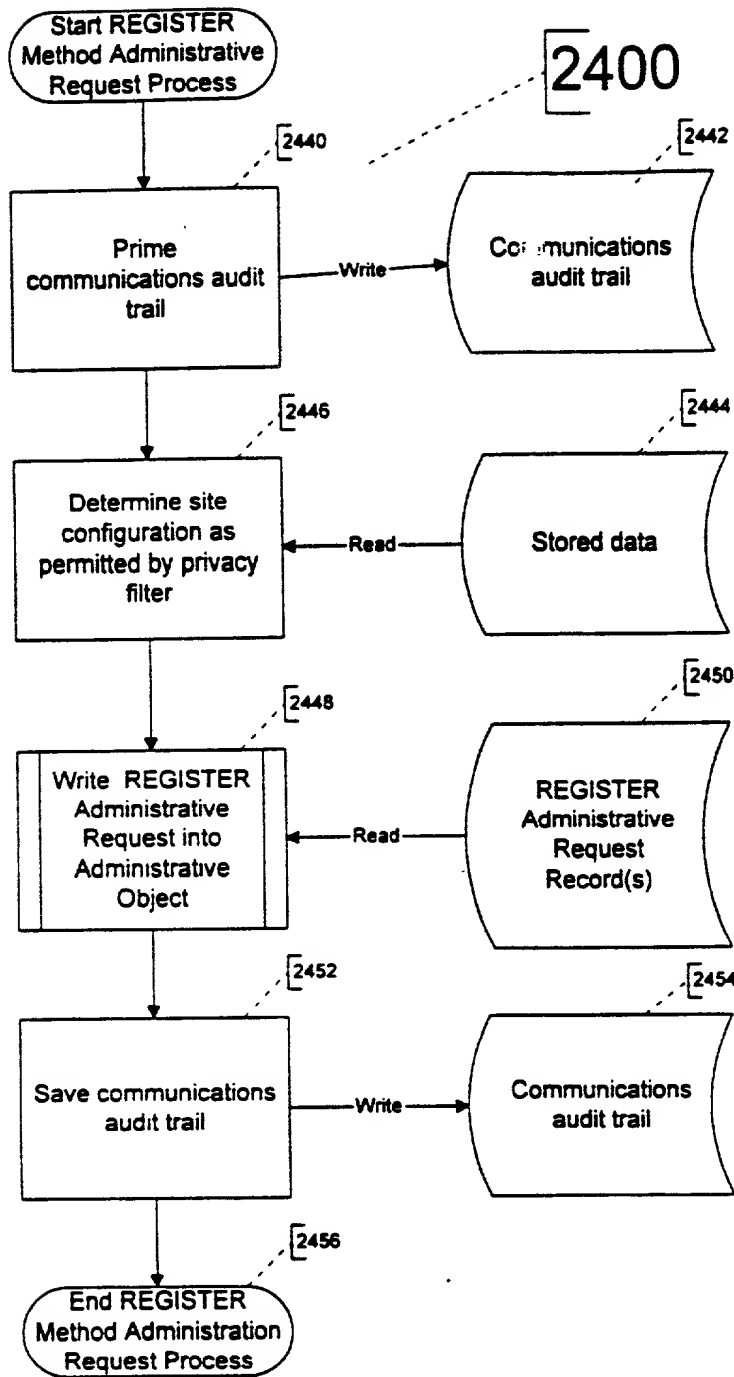 Start REGISTER
Method Administrative
Request Process
2400
2440
2442
Prime
communications audit
trail
Write
Communications
audit trail
2446
2444
Determine site
configuration as
permitted by privacy
filter
Read
Stored data
2448
2450
Write REGISTER
Administrative
Request into
Administrative
Object
Read
REGISTER
Administrative
Request
Record(s)
2452
2454
Save communications
audit trail
Write
Communications
audit trail
2456
End REGISTER
Method Administration
Request Process